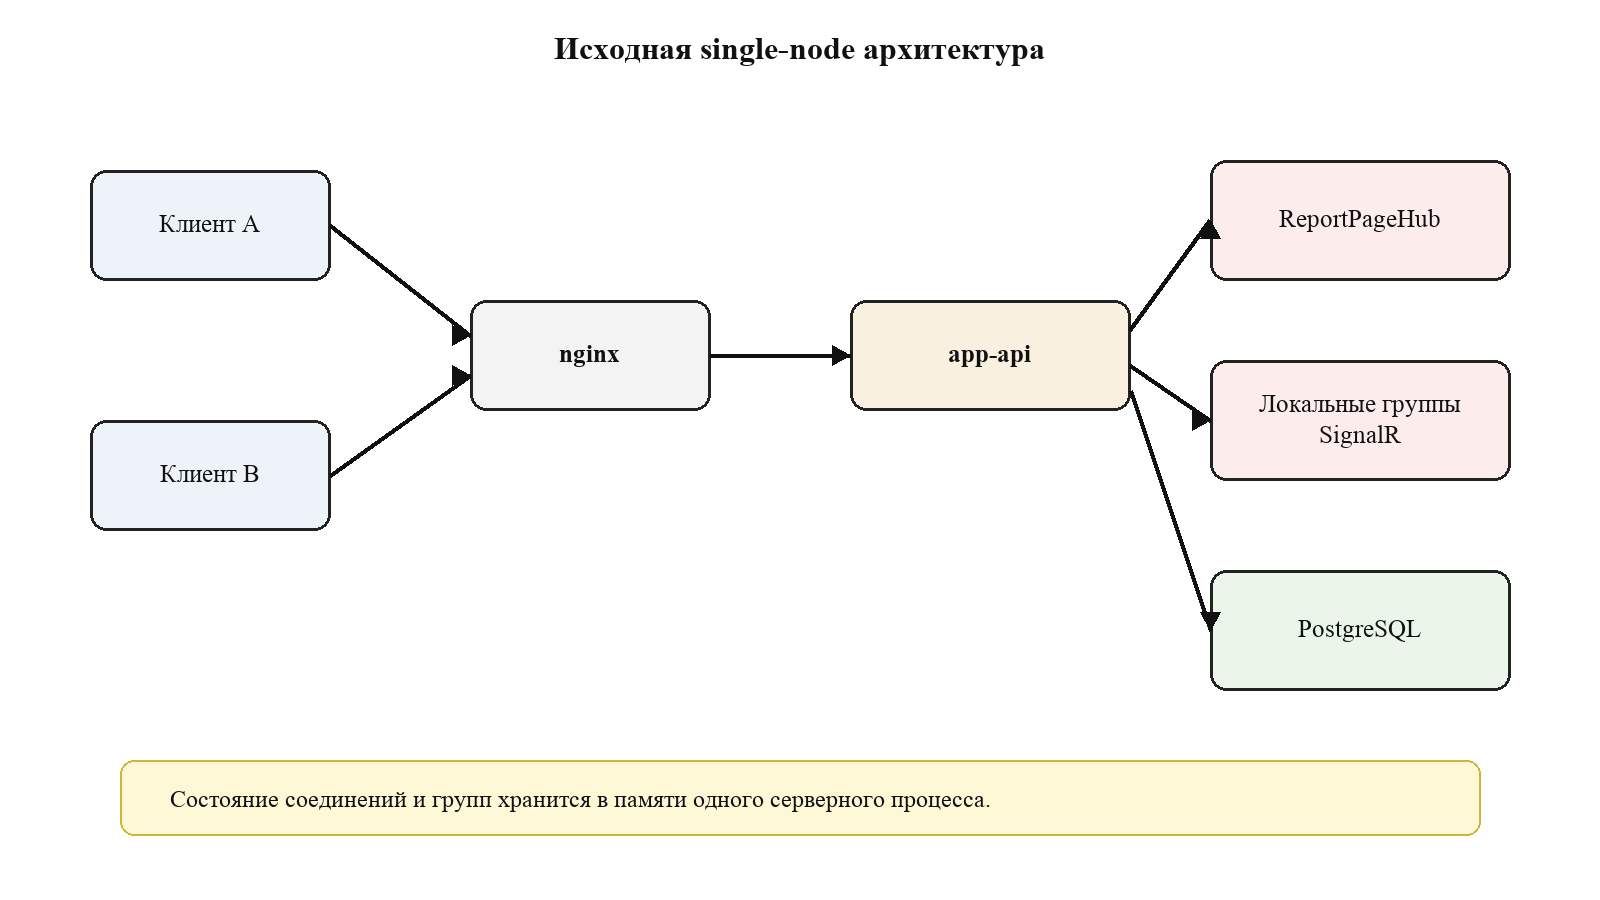 Исходная single-node архитектура
Клиент A
Клиент B
nginx
app-api
ReportPageHub
Локальные группы
SignalR
PostgreSQL
Состояние соединений и групп хранится в памяти одного серверного процесса.